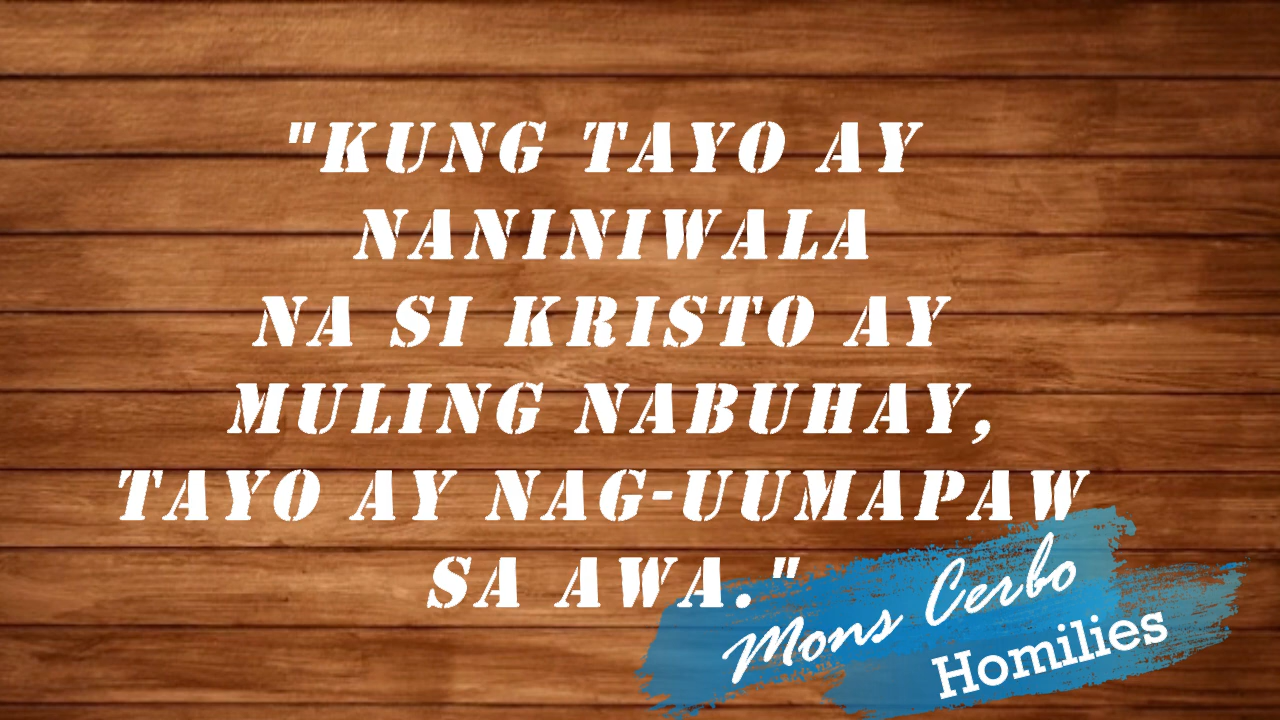 "KUNG TAYO AY
NANINIWALA
NA SI KRISTO AY
MULING NABUHAY,
TAYO AY NAG-UUMAPAW
SA AWA."
Mons Cerbo
Homilies